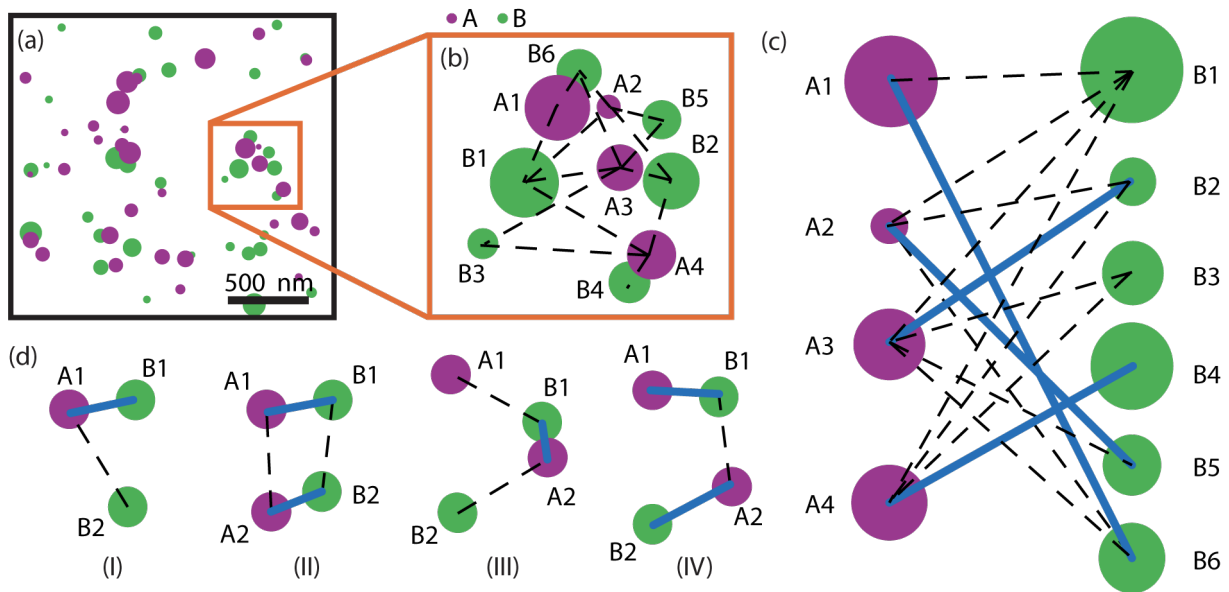 (a)
500 nm
A B
(b)
B6
A1
A2
B5
B1
B2
A3
B3
A4
B4
(c)
A1
B1
B2
A2
B3
A3
B4
B5
A4
B6
(d)
A1
B1
B2
(I)
A1
B1
B2
A2
(II)
A1
B1
A2
B2
(III)
A1
B1
A2
B2
(IV)